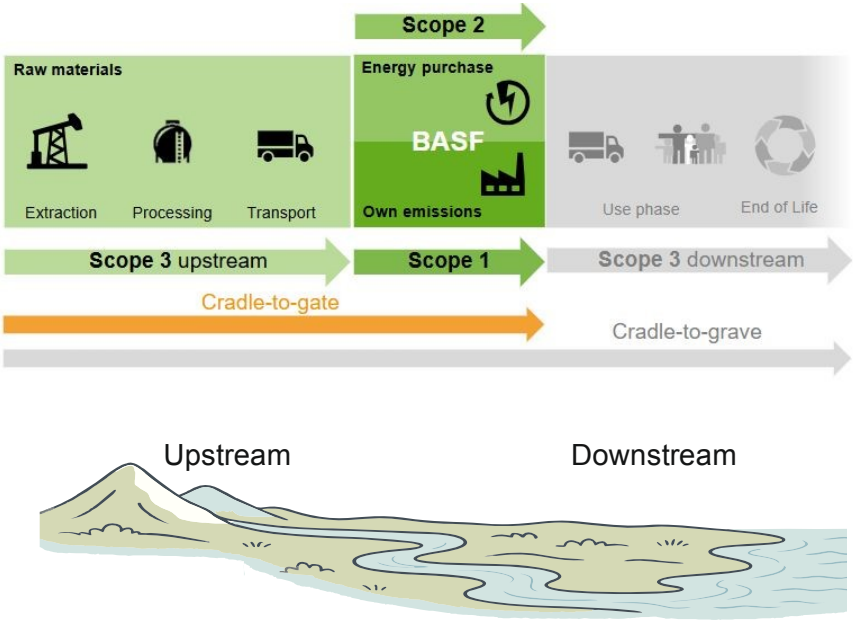 Scope 2
Raw materials
Energy purchase
BASF
Extraction
Processing
Transport
Own emissions
Use phase
End of Life
Scope 3 upstream
Scope 1
Scope 3 downstream
Cradle-to-gate
Cradle-to-grave
Upstream
Downstream